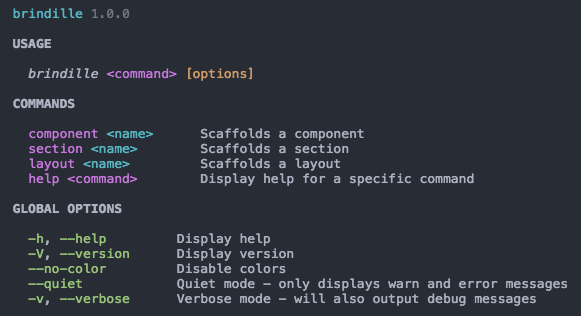 brindille 1.0.0
USAGE
brindille <command> [options]
COMMANDS
component <name> Scaffolds a component
section <name> Scaffolds a section
layout <name> Scaffolds a layout
help <command> Display help for a specific command
GLOBAL OPTIONS
-h, --help Display help
-V, --version Display version
--no-color Disable colors
--quiet Quiet mode - only displays warn and error messages
-v, --verbose Verbose mode - will also output debug messages